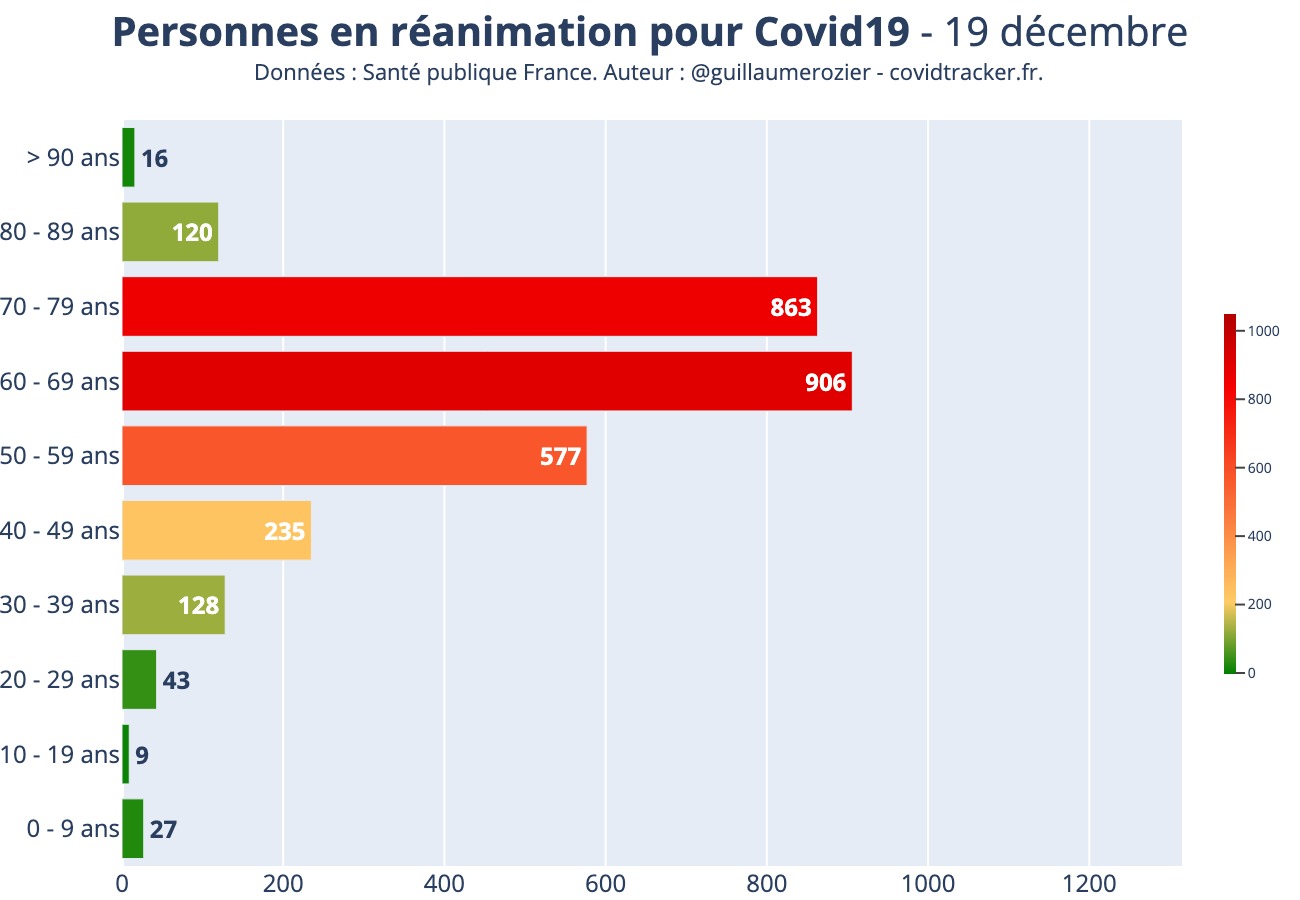 Personnes en réanimation pour Covid19 - 19 décembre
Données : Santé publique France. Auteur : @guillaumerozier - covidtracker.fr.
> 90 ans 16
80 - 89 ans 120
70 - 79 ans 863
60 - 69 ans 906
50 - 59 ans 577
40 - 49 ans 235
30 - 39 ans 128
20 - 29 ans 43
10 - 19 ans 9
0 - 9 ans 27
0 200 400 600 800 1000 1200
1000
800
600
400
200
0